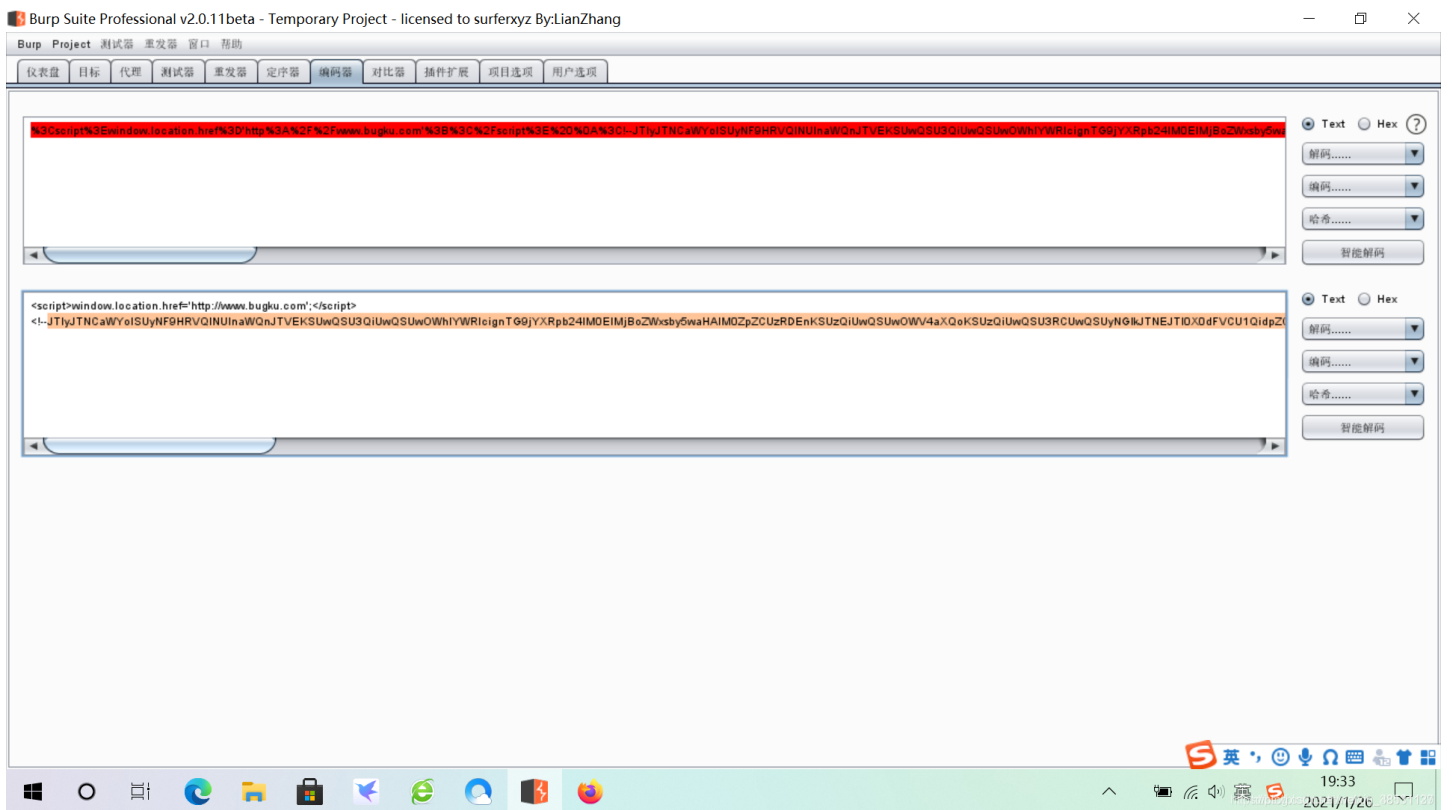 Burp Suite Professional v2.0.11beta - Temporary Project - licensed to surferxyz By:LianZhang
Burp Project 测试器 重发器 窗口 帮助
仪表盘 目标 代理 测试器 重发器 定序器 编码器 对比器 插件扩展 项目选项 用户选项
%3Cscript%3Ewindow.location.href%3D'http%3A%2F%2Fwww.bugku.com'%3B%3C%2Fscript%3E%20%0A%3C!--
Text Hex ?
解码......
编码......
哈希......
智能解码
<script>window.location.href='http://www.bugku.com';</script>
<!--
Text Hex
解码......
编码......
哈希......
智能解码
英
19:33
英
2021/1/26